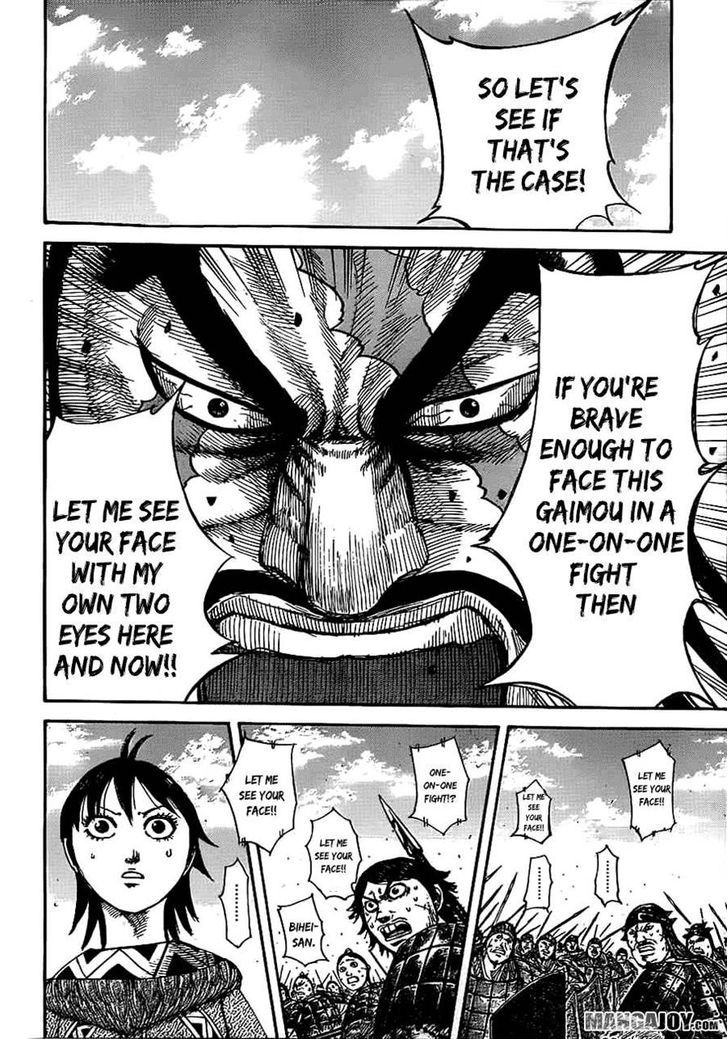 SO LET'S
SEE IF
THAT'S
THE CASE!
IF YOU'RE
BRAVE
ENOUGH TO
FACE THIS
GAIMOU IN A
ONE-ON-ONE
FIGHT
THEN
LET ME SEE
YOUR FACE
WITH MY
OWN TWO
EYES HERE
AND NOW!!
LET ME
SEE YOUR
FACE!!
LET ME
SEE YOUR
FACE!!
ONE-
ON-ONE
FIGHT!?
LET ME
SEE YOUR
FACE!!
LET ME
SEE YOUR
FACE!!
BIHEI-
SAN.
MANGAJOY.COM